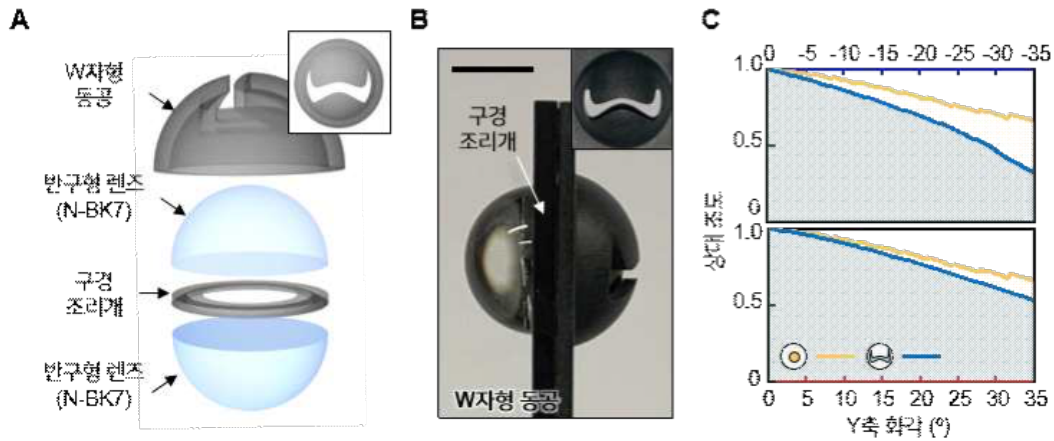 A
W자형
동공
반구형 렌즈
(N-BK7)
구경
조리개
반구형 렌즈
(N-BK7)
B
구경
조리개
W자형 동공
C
0 -5 -10 -15 -20 -25 -30 -35
1.0
0.5
0
상대 조도
1.0
0.5
0
0 5 10 15 20 25 30 35
Y축 화각 (º)